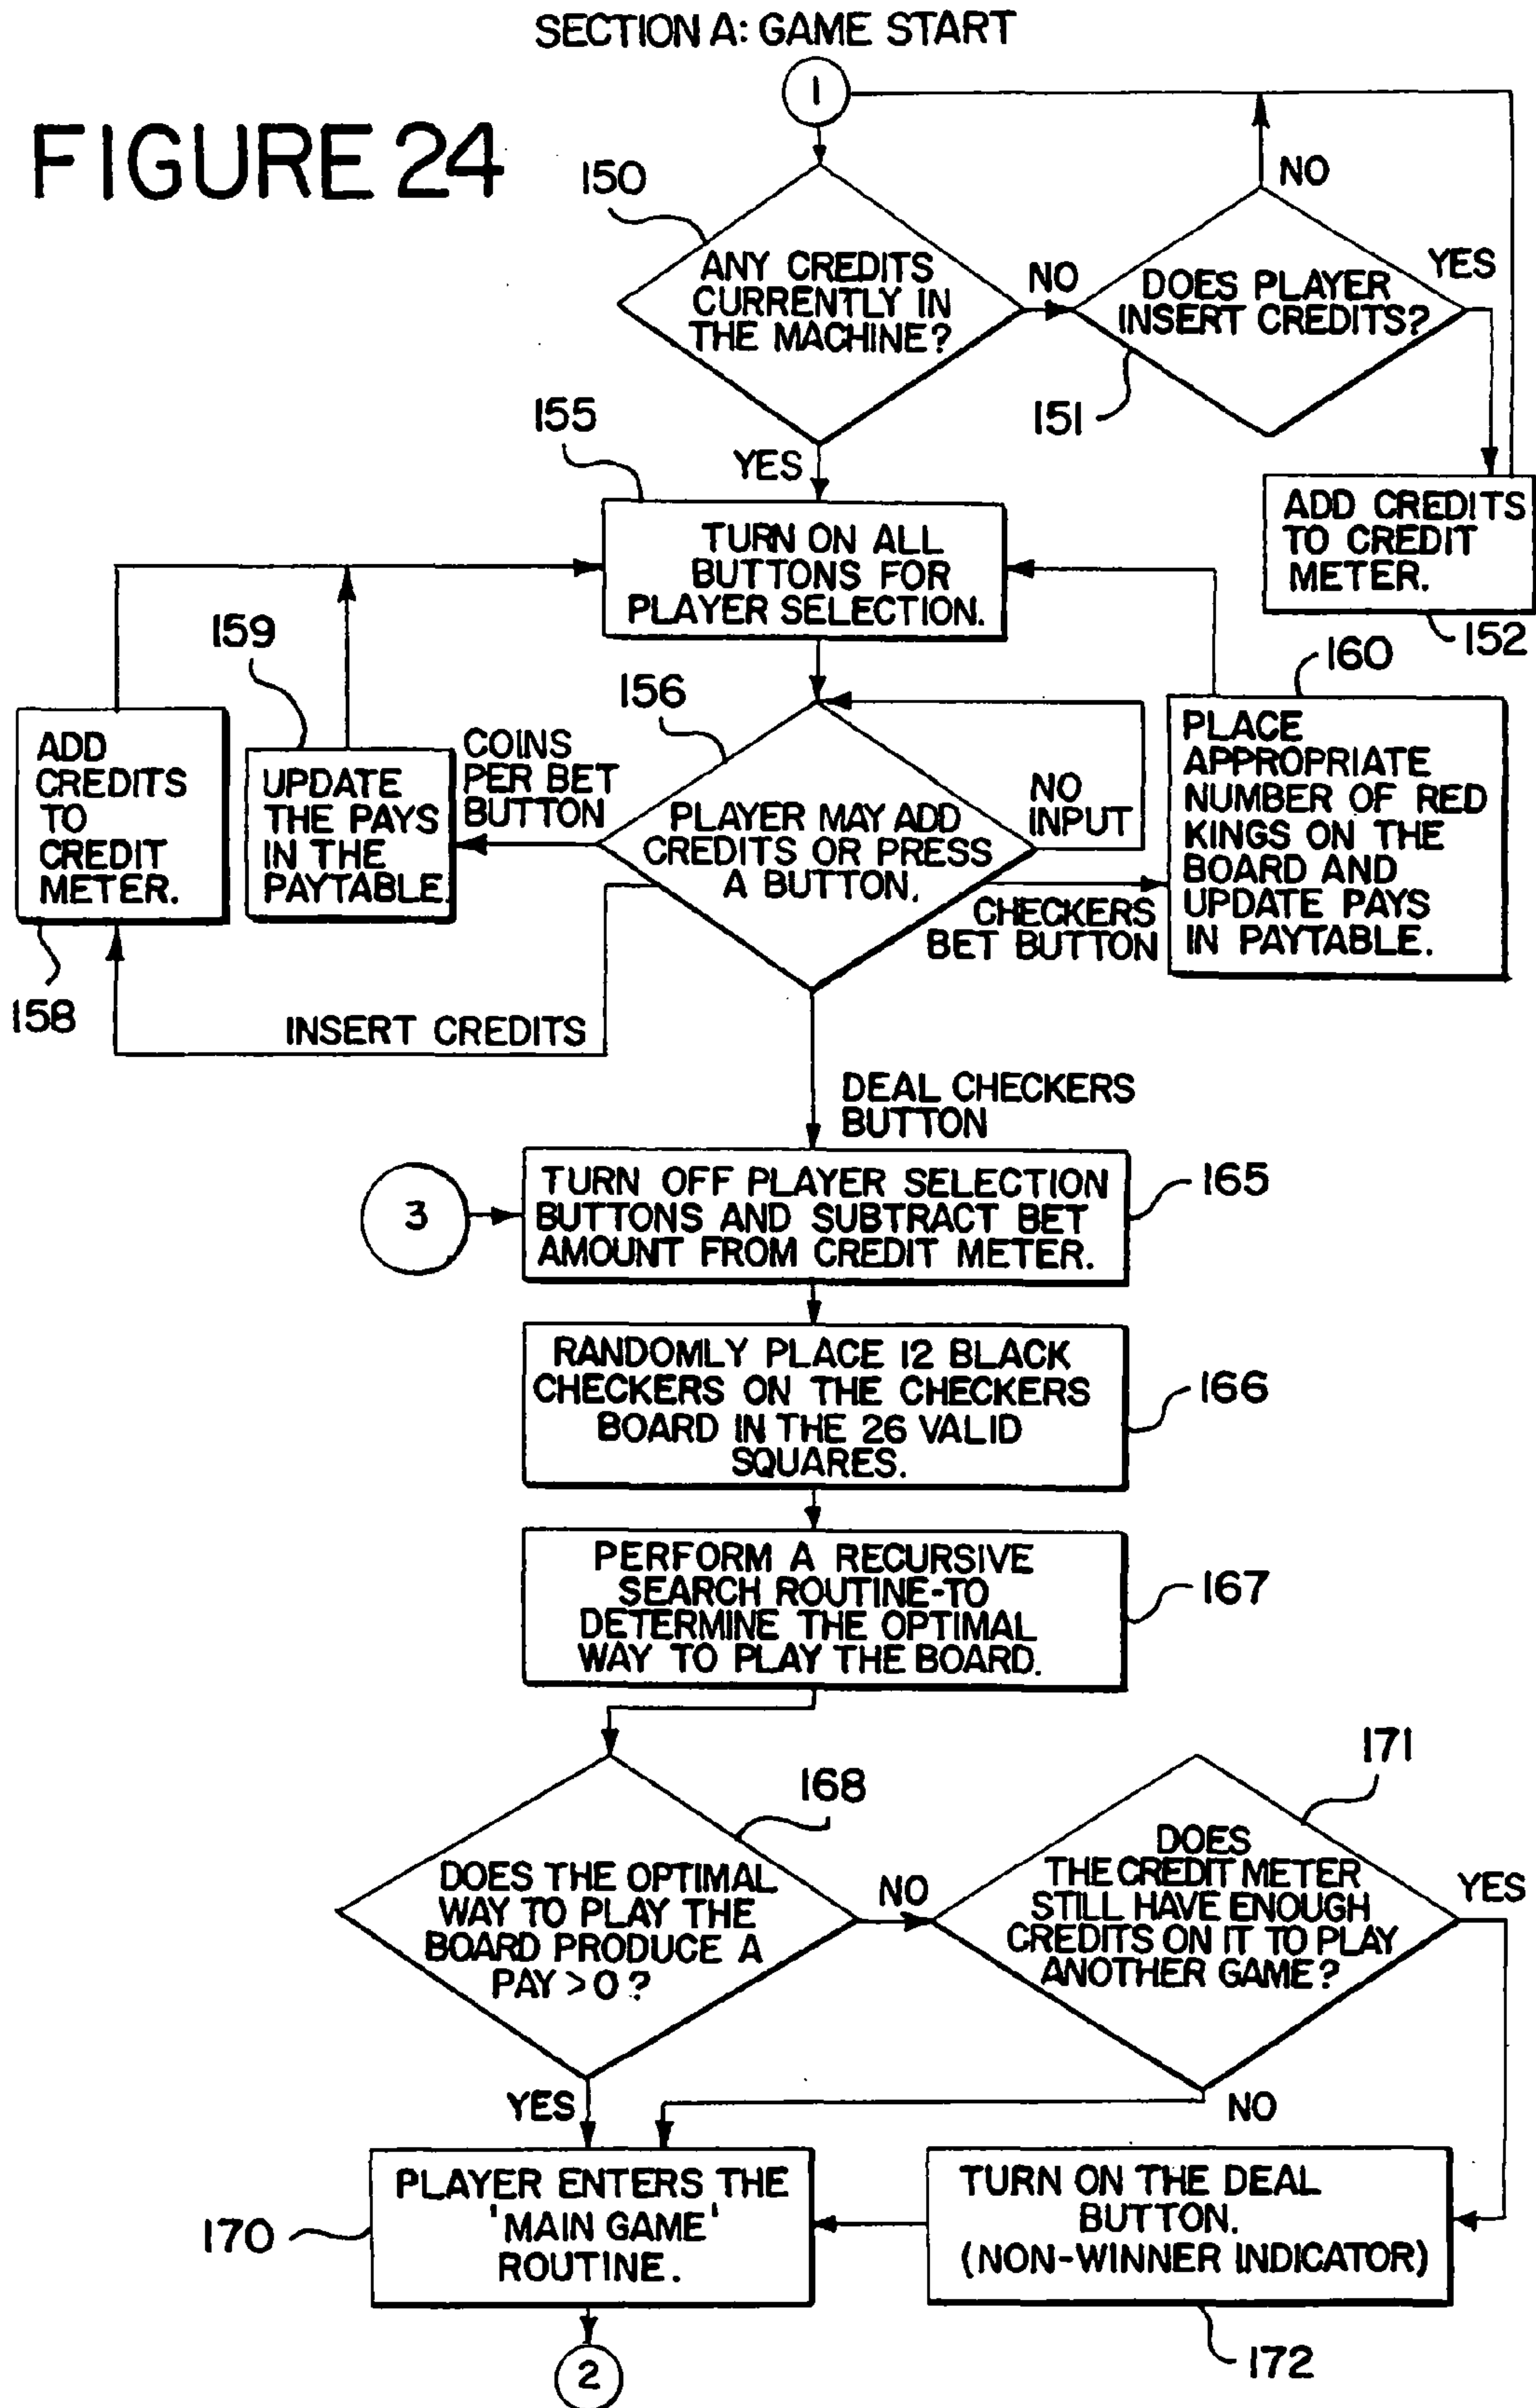 SECTION A: GAME START
1
FIGURE 24
150
NO
ANY CREDITS
CURRENTLY IN
THE MACHINE?
NO
DOES PLAYER
INSERT CREDITS?
YES
151
155
YES
TURN ON ALL
BUTTONS FOR
PLAYER SELECTION.
ADD CREDITS
TO CREDIT
METER.
152
159
160
156
ADD
CREDITS
TO
CREDIT
METER.
158
UPDATE
THE PAYS
IN THE
PAYTABLE.
COINS
PER BET
BUTTON
PLAYER MAY ADD
CREDITS OR PRESS
A BUTTON.
NO
INPUT
CHECKERS
BET BUTTON
PLACE
APPROPRIATE
NUMBER OF RED
KINGS ON THE
BOARD AND
UPDATE PAYS
IN PAYTABLE.
INSERT CREDITS
DEAL CHECKERS
BUTTON
3
TURN OFF PLAYER SELECTION
BUTTONS AND SUBTRACT BET
AMOUNT FROM CREDIT METER.
165
RANDOMLY PLACE 12 BLACK
CHECKERS ON THE CHECKERS
BOARD IN THE 26 VALID
SQUARES.
166
PERFORM A RECURSIVE
SEARCH ROUTINE-TO
DETERMINE THE OPTIMAL
WAY TO PLAY THE BOARD.
167
168
171
DOES THE OPTIMAL
WAY TO PLAY THE
BOARD PRODUCE A
PAY >0?
NO
DOES
THE CREDIT METER
STILL HAVE ENOUGH
CREDITS ON IT TO PLAY
ANOTHER GAME?
YES
YES
NO
PLAYER ENTERS THE
'MAIN GAME'
ROUTINE.
170
TURN ON THE DEAL
BUTTON.
(NON-WINNER INDICATOR)
172
2